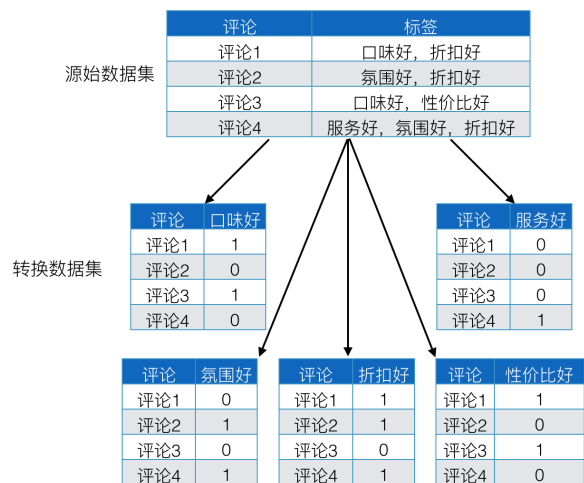 评论 标签
评论1 口味好，折扣好
源始数据集
评论2 氛围好，折扣好
评论3 口味好，性价比好
评论4 服务好，氛围好，折扣好
评论 口味好
评论1 1
评论2 0
评论3 1
评论4 0
转换数据集
评论 服务好
评论1 0
评论2 0
评论3 0
评论4 1
评论 氛围好
评论1 0
评论2 1
评论3 0
评论4 1
评论 折扣好
评论1 1
评论2 1
评论3 0
评论4 1
评论 性价比好
评论1 1
评论2 0
评论3 1
评论4 0